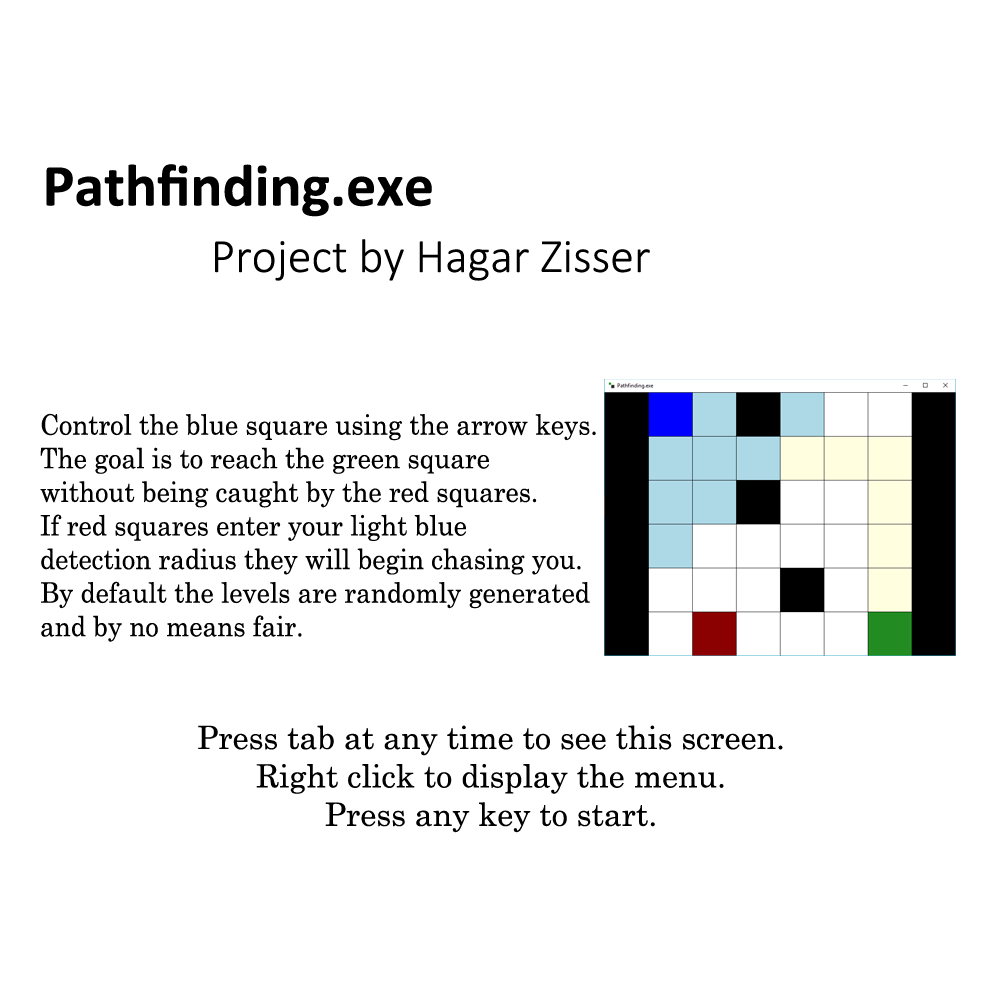 Pathfinding.exe
Project by Hagar Zisser
Pathfinding.exe
Control the blue square using the arrow keys.
The goal is to reach the green square
without being caught by the red squares.
If red squares enter your light blue
detection radius they will begin chasing you.
By default the levels are randomly generated
and by no means fair.
Press tab at any time to see this screen.
Right click to display the menu.
Press any key to start.